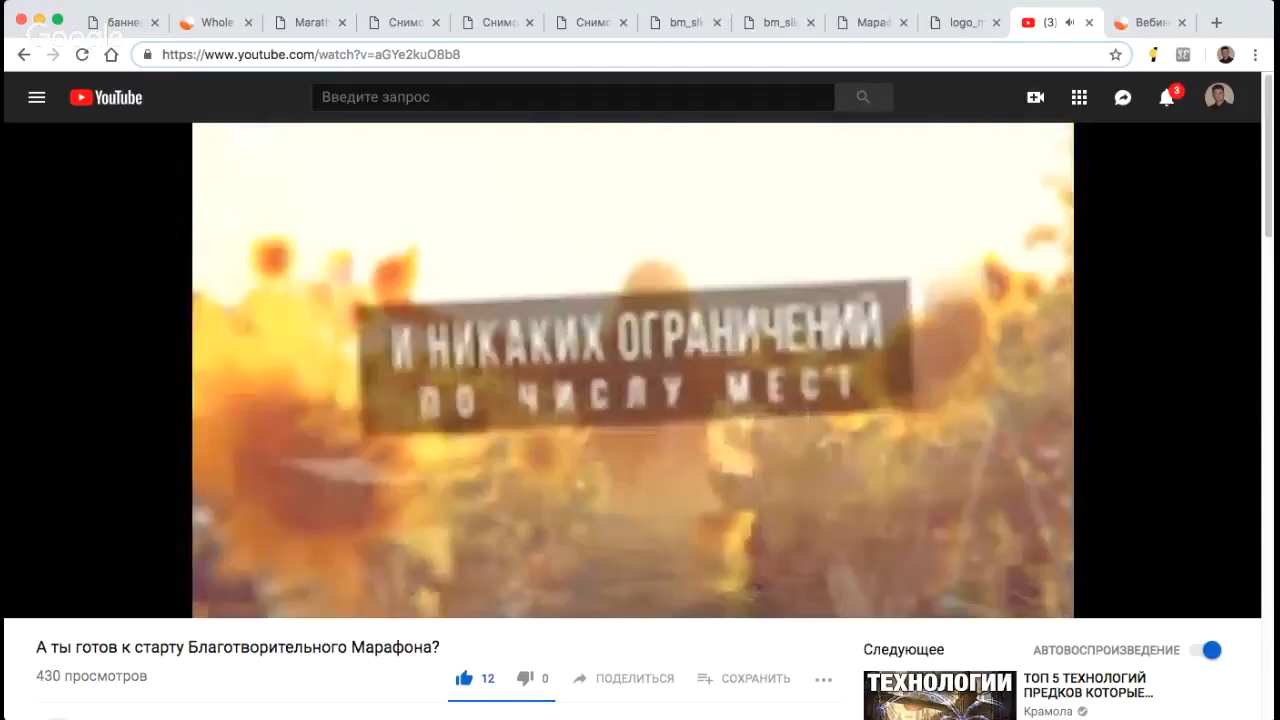 банне
Whole
Marath
Снимо
Снимо
Снимо
bm_sli
bm_sli
Мараф
logo_m
(3)
Вебин
Google
https://www.youtube.com/watch?v=aGYe2kuO8b8
YouTube
Введите запрос
3
И НИКАКИХ ОГРАНИЧЕНИЙ
ПО ЧИСЛУ МЕСТ
А ты готов к старту Благотворительного Марафона?
430 просмотров
12
0
ПОДЕЛИТЬСЯ
СОХРАНИТЬ
Следующее
АВТОВОСПРОИЗВЕДЕНИЕ
ТЕХНОЛОГИИ
ТОП 5 ТЕХНОЛОГИЙ
ПРЕДКОВ КОТОРЫЕ...
Крамола